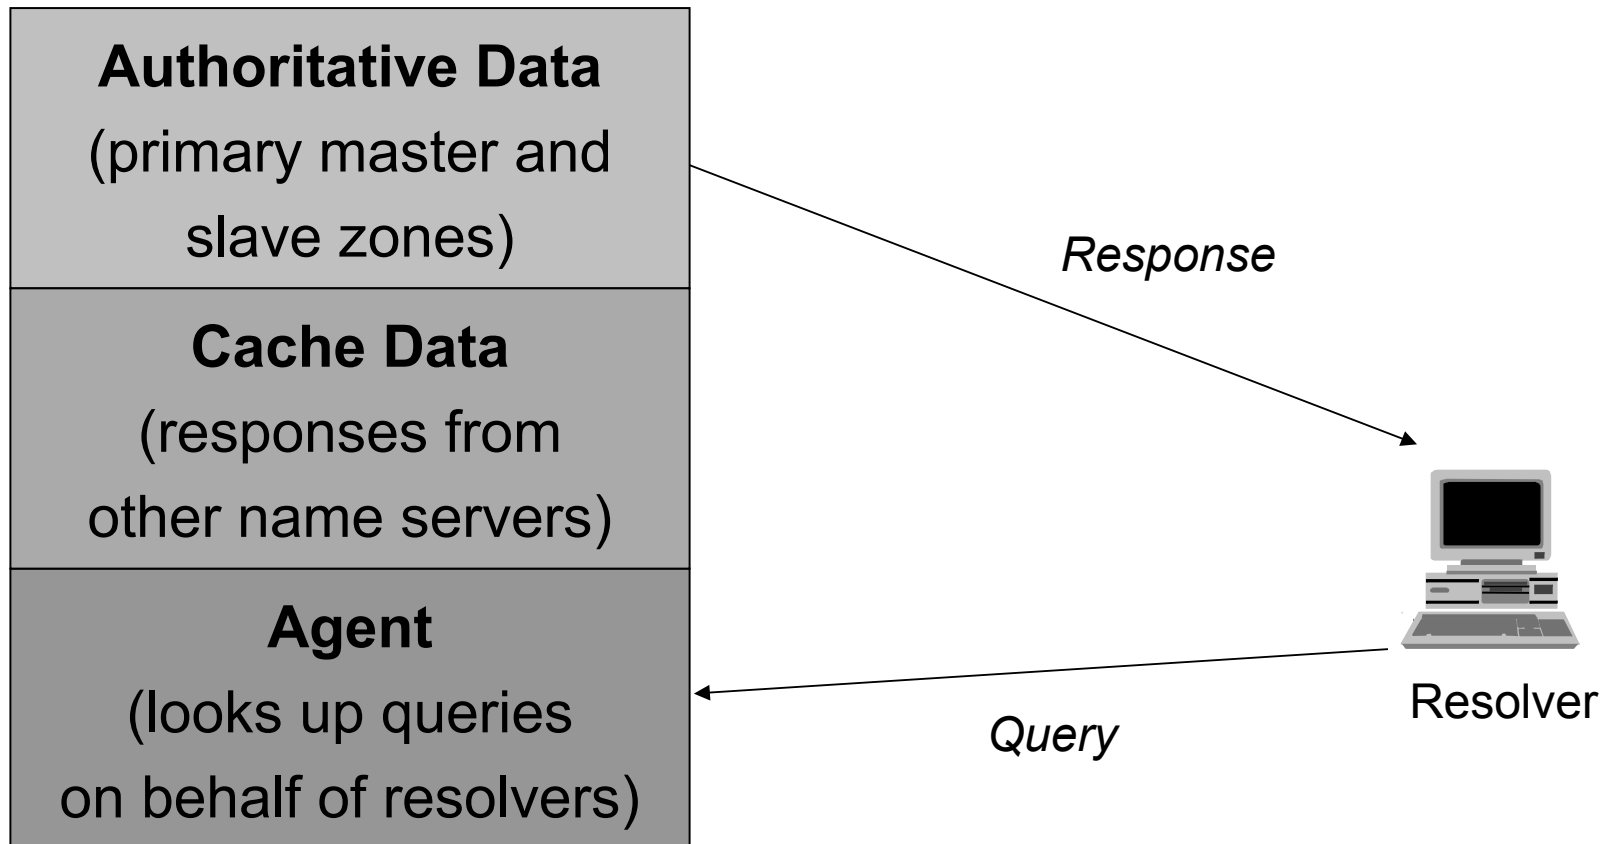 Authoritative Data
(primary master and
slave zones)
Cache Data
(responses from
other name servers)
Agent
(looks up queries
on behalf of resolvers)
Response
Query
Resolver